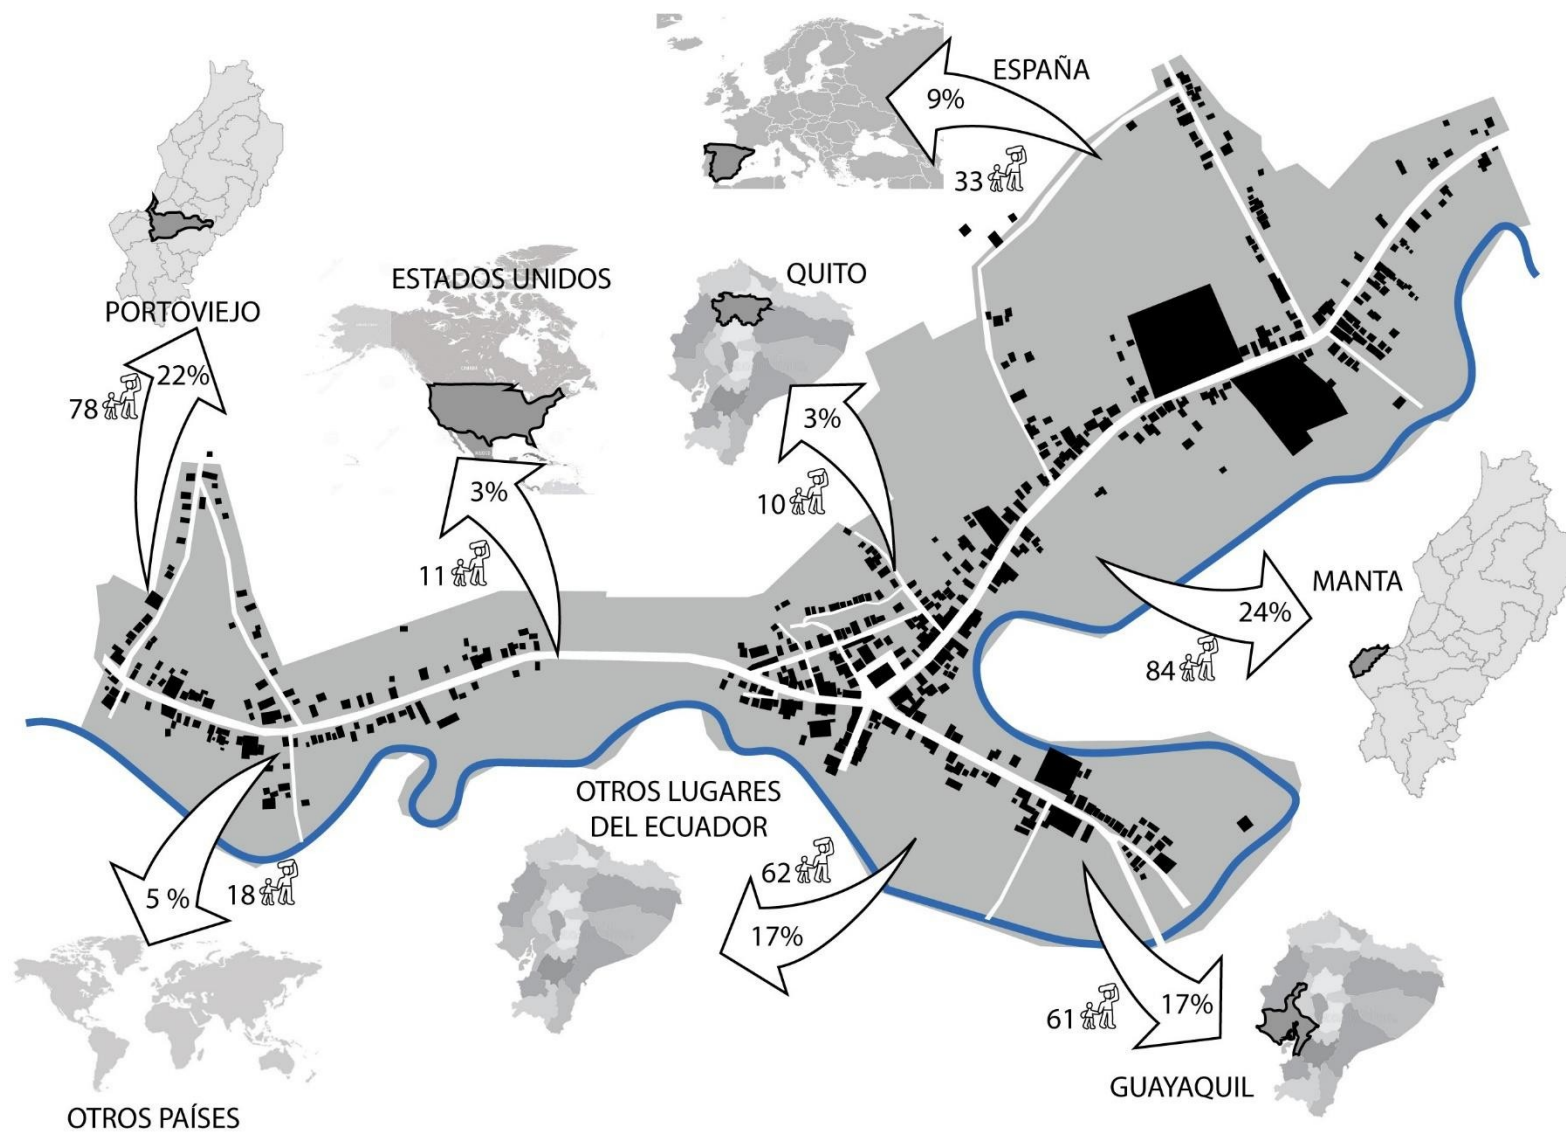 ESPAÑA
9%
33
PORTOVIEJO
22%
78
ESTADOS UNIDOS
3%
11
QUITO
3%
10
MANTA
24%
84
OTROS LUGARES
DEL ECUADOR
62
17%
5 %
18
OTROS PAÍSES
61
17%
GUAYAQUIL